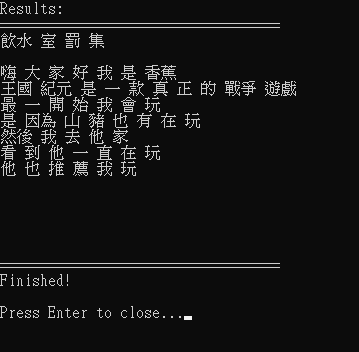 Results:
飲水 室 罰 集
嗨 大 家 好 我 是 香蕉
王國 紀元 是 一 款 真 正 的 戰爭 遊戲
最 一 開 始 我 會 玩
是 因為 山 豬 也 有 在 玩
然後 我 去 他 家
看 到 他 一 直 在 玩
他 也 推 薦 我 玩
Finished!
Press Enter to close...